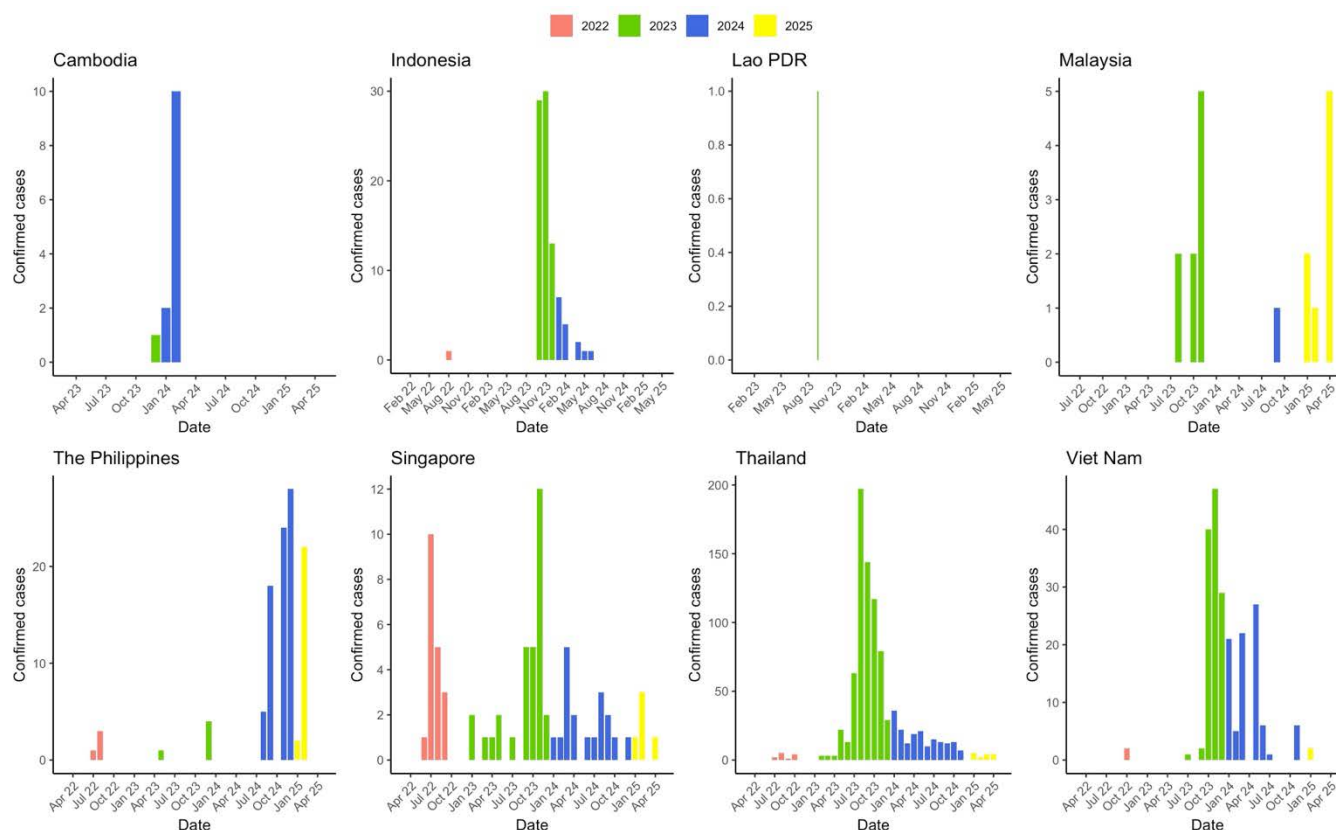 2022 2023 2024 2025
Cambodia
Confirmed cases
10
8
6
4
2
0
Apr 23 Jul 23 Oct 23 Jan 24 Apr 24 Jul 24 Oct 24 Jan 25 Apr 25
Date
Indonesia
Confirmed cases
30
20
10
0
Feb 22 May 22 Aug 22 Nov 22 Feb 23 May 23 Aug 23 Nov 23 Feb 24 May 24 Aug 24 Nov 24 Feb 25 May 25
Date
Lao PDR
Confirmed cases
1.0
0.8
0.6
0.4
0.2
0.0
Feb 23 May 23 Aug 23 Nov 23 Feb 24 May 24 Aug 24 Nov 24 Feb 25 May 25
Date
Malaysia
Confirmed cases
5
4
3
2
1
0
Jul 22 Oct 22 Jan 23 Apr 23 Jul 23 Oct 23 Jan 24 Apr 24 Jul 24 Oct 24 Jan 25 Apr 25
Date
The Philippines
Confirmed cases
20
10
0
Apr 22 Jul 22 Oct 22 Jan 23 Apr 23 Jul 23 Oct 23 Jan 24 Apr 24 Jul 24 Oct 24 Jan 25 Apr 25
Date
Singapore
Confirmed cases
12
10
8
6
4
2
0
Apr 22 Jul 22 Oct 22 Jan 23 Apr 23 Jul 23 Oct 23 Jan 24 Apr 24 Jul 24 Oct 24 Jan 25 Apr 25
Date
Thailand
Confirmed cases
200
150
100
50
0
Apr 22 Jul 22 Oct 22 Jan 23 Apr 23 Jul 23 Oct 23 Jan 24 Apr 24 Jul 24 Oct 24 Jan 25 Apr 25
Date
Viet Nam
Confirmed cases
40
30
20
10
0
Apr 22 Jul 22 Oct 22 Jan 23 Apr 23 Jul 23 Oct 23 Jan 24 Apr 24 Jul 24 Oct 24 Jan 25 Apr 25
Date